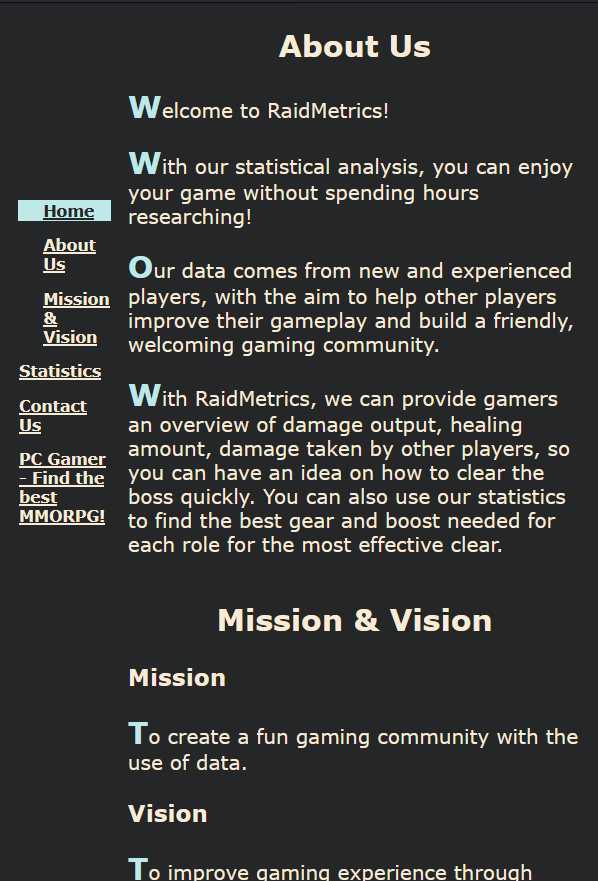 Home
About
Us
Mission
&
Vision
Statistics
Contact
Us
PC Gamer
- Find the
best
MMORPG!
About Us
Welcome to RaidMetrics!
With our statistical analysis, you can enjoy
your game without spending hours
researching!
Our data comes from new and experienced
players, with the aim to help other players
improve their gameplay and build a friendly,
welcoming gaming community.
With RaidMetrics, we can provide gamers
an overview of damage output, healing
amount, damage taken by other players, so
you can have an idea on how to clear the
boss quickly. You can also use our statistics
to find the best gear and boost needed for
each role for the most effective clear.
Mission & Vision
Mission
To create a fun gaming community with the
use of data.
Vision
To improve gaming experience through